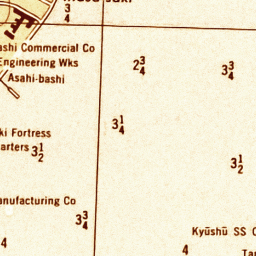 3/4
ashi Commercial Co
Engineering Wks
Asahi-bashi
2 3/4
3 3/4
3 1/4
ki Fortress
arters 3 1/2
3 1/2
anufacturing Co
3 3/4
Kyūshū SS C
4
4
Tan